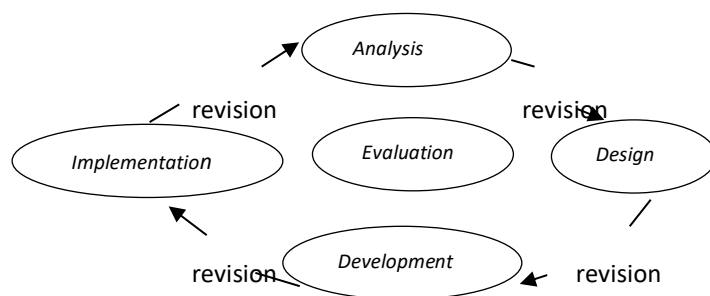 Analysis
revision
revision
Implementation
Evaluation
Design
Development
revision
revision